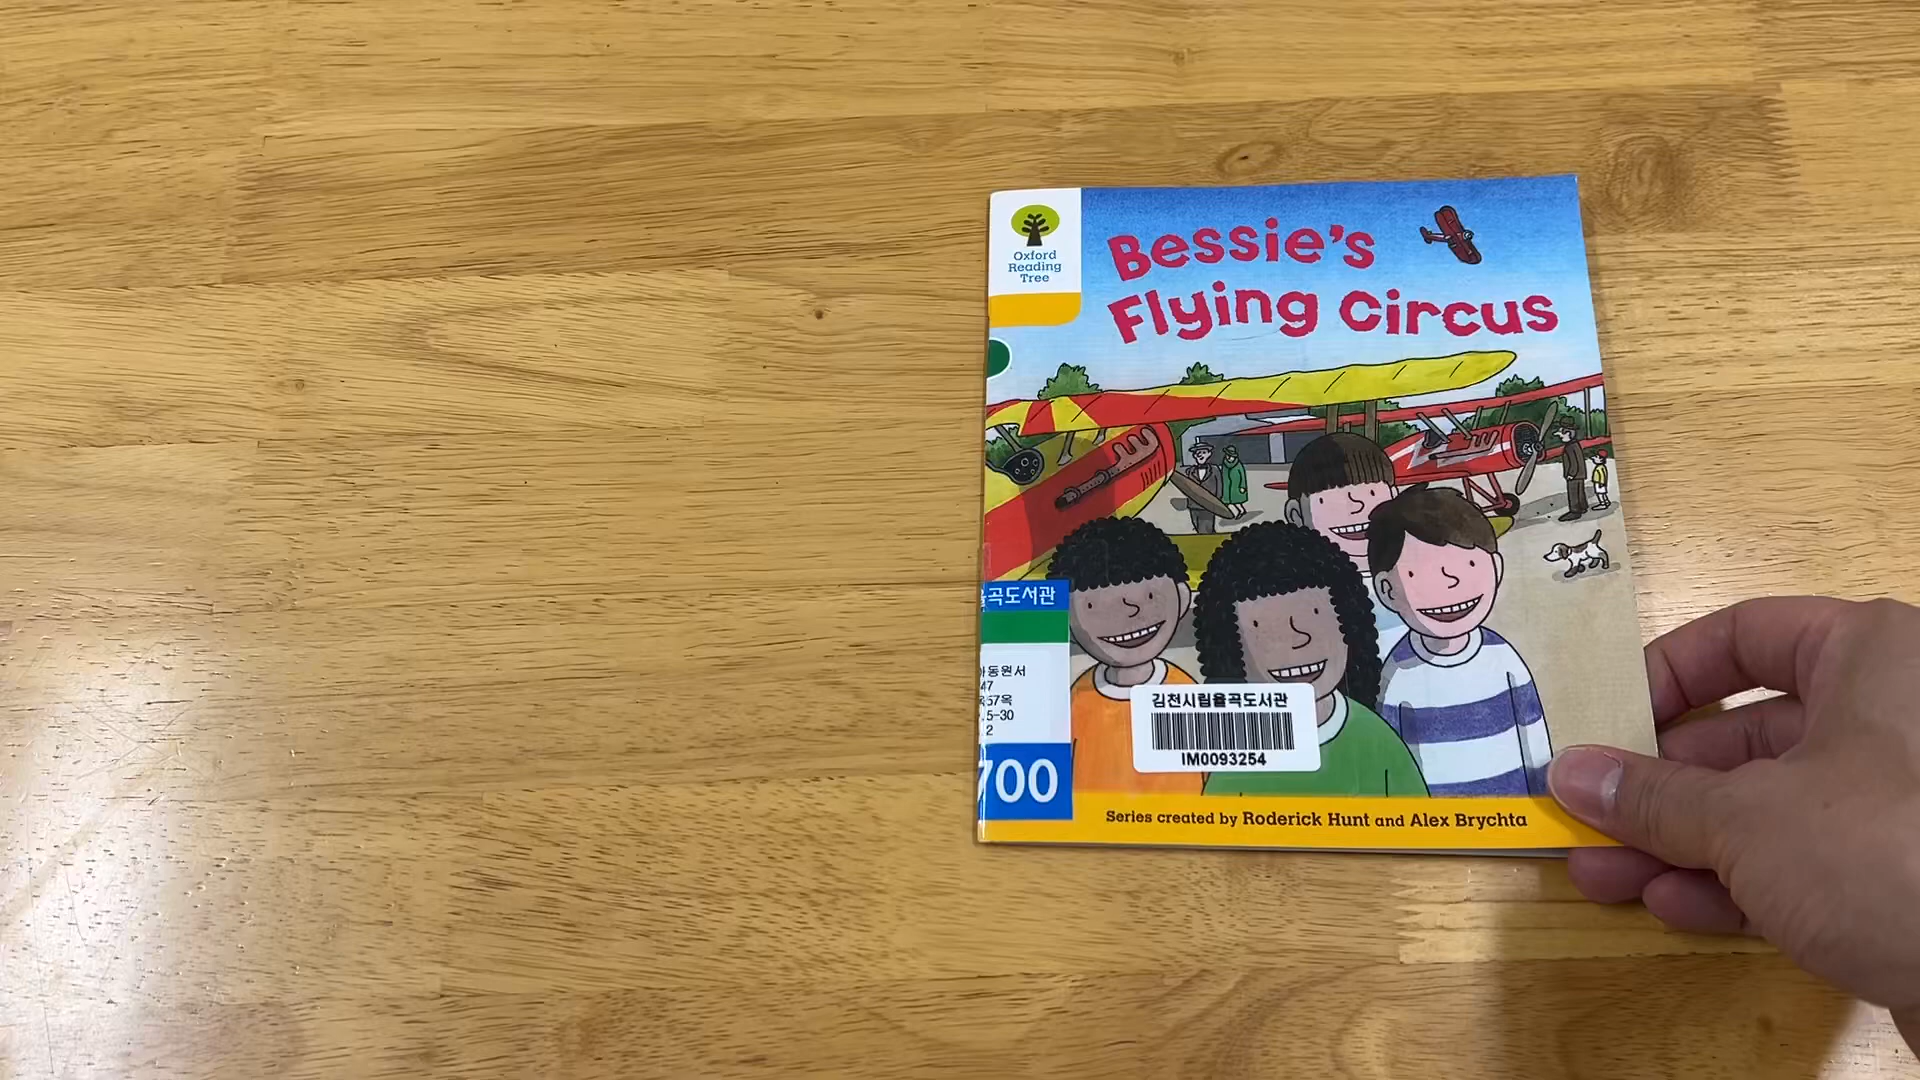 Oxford
Reading
Tree
Bessie's
Flying Circus
곡도서관
동원서
47
57옥
.5-30
2
700
김천시립율곡도서관
IM0093254
Series created by Roderick Hunt and Alex Brychta